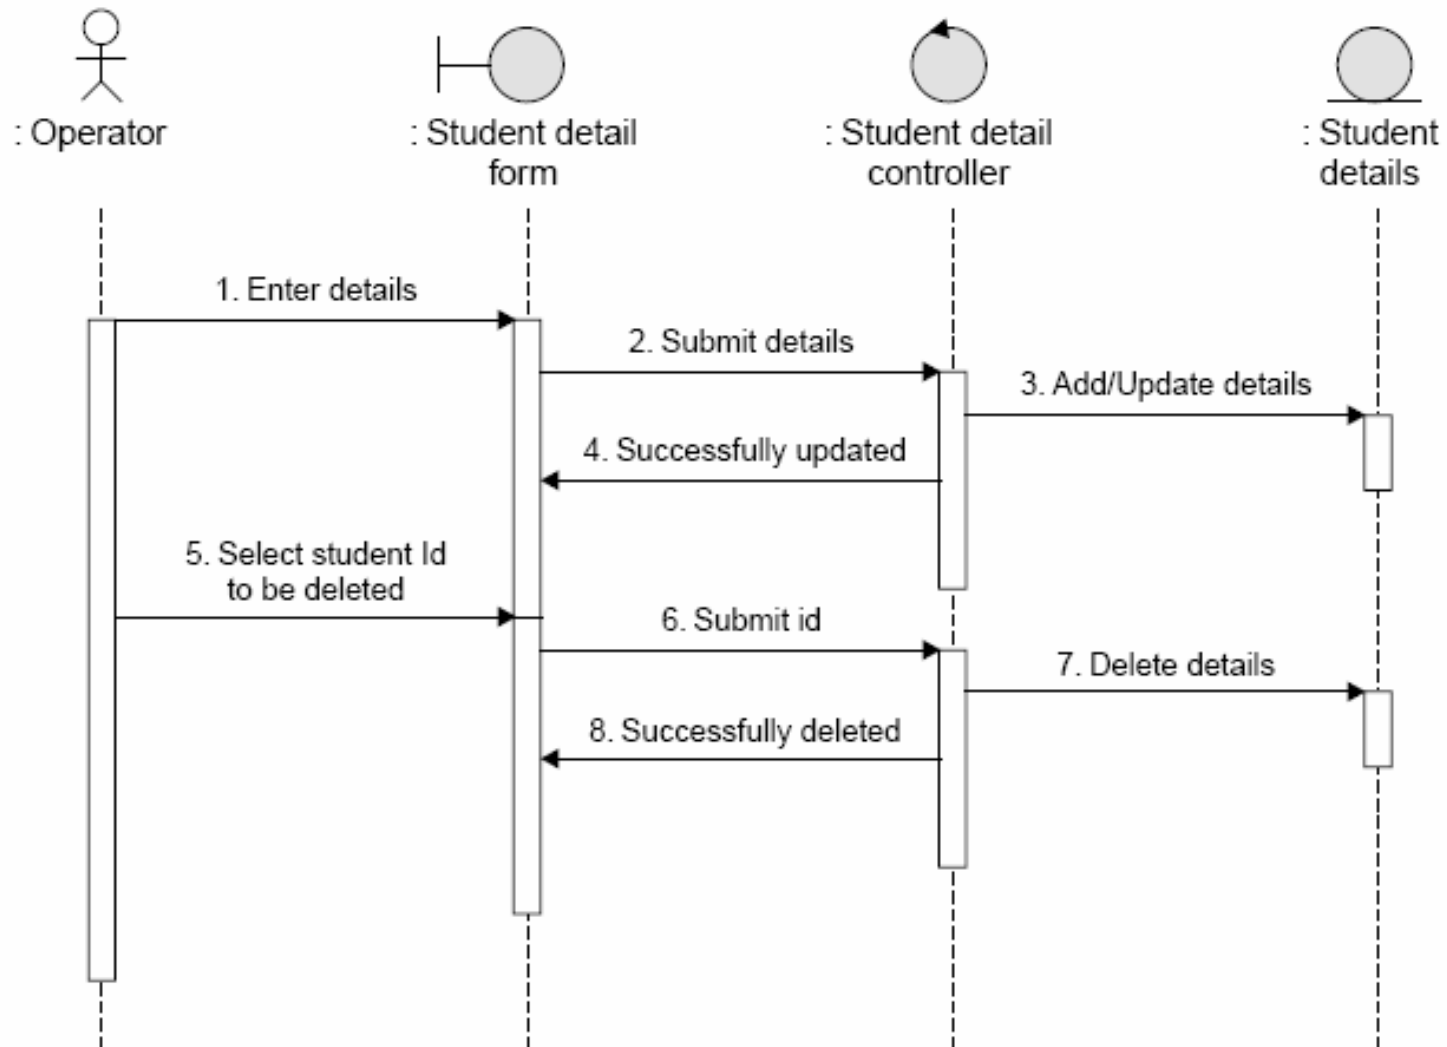 : Operator
: Student detail
form
: Student detail
controller
: Student
details
1. Enter details
2. Submit details
3. Add/Update details
4. Successfully updated
5. Select student Id
to be deleted
6. Submit id
7. Delete details
8. Successfully deleted